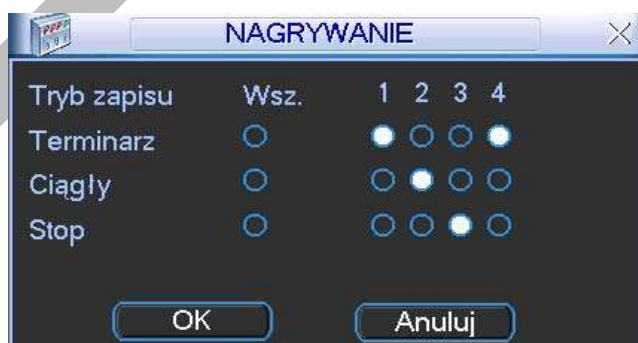 NAGRYWANIE
Tryb zapisu Wsz. 1 2 3 4
Terminarz
Ciągły
Stop
OK Anuluj